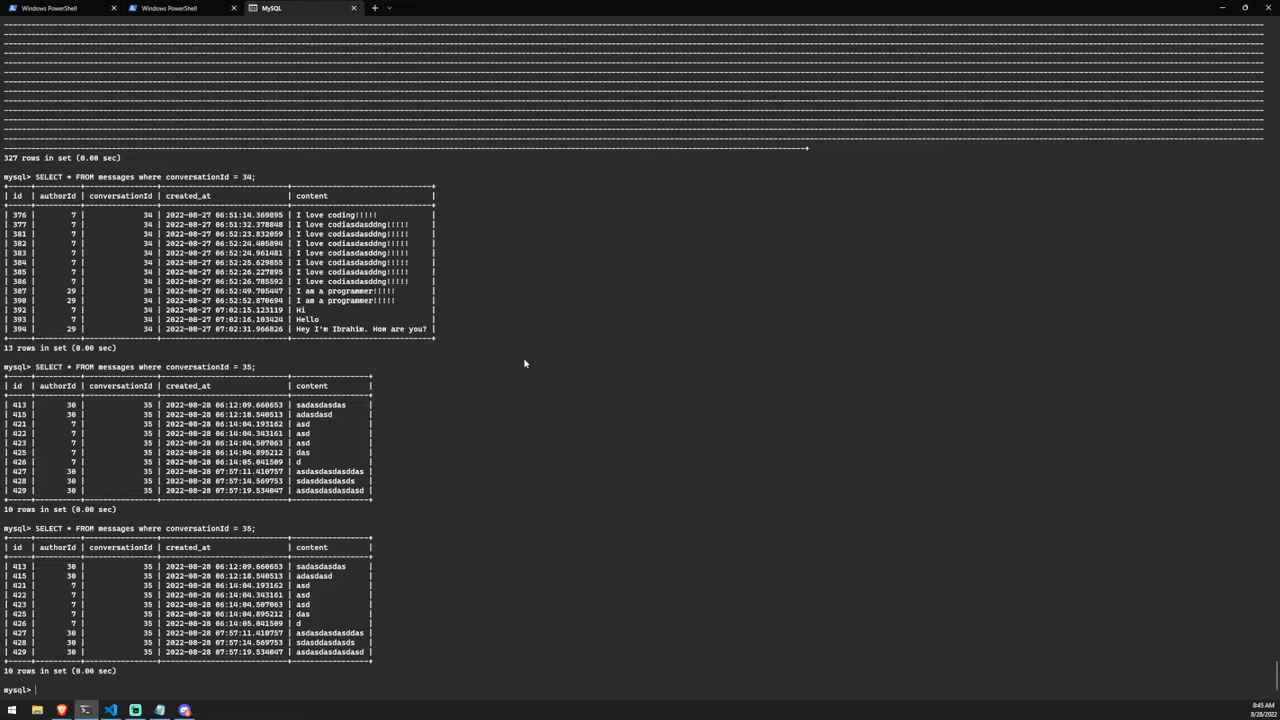 Windows PowerShell
Windows PowerShell
MySQL
327 rows in set (0.00 sec)
mysql> SELECT * FROM messages where conversationId = 34;
| id | authorId | conversationId | created_at | content |
| 376 | 7 | 34 | 2022-08-27 06:51:14.369895 | I love coding!!!!! |
| 377 | 7 | 34 | 2022-08-27 06:51:32.378848 | I love codiasdasddng!!!!! |
| 381 | 7 | 34 | 2022-08-27 06:52:23.832059 | I love codiasdasddng!!!!! |
| 382 | 7 | 34 | 2022-08-27 06:52:24.405894 | I love codiasdasddng!!!!! |
| 383 | 7 | 34 | 2022-08-27 06:52:24.961481 | I love codiasdasddng!!!!! |
| 384 | 7 | 34 | 2022-08-27 06:52:25.629855 | I love codiasdasddng!!!!! |
| 385 | 7 | 34 | 2022-08-27 06:52:26.227895 | I love codiasdasddng!!!!! |
| 386 | 7 | 34 | 2022-08-27 06:52:26.785592 | I love codiasdasddng!!!!! |
| 387 | 29 | 34 | 2022-08-27 06:52:49.705447 | I am a programmer!!!!! |
| 390 | 29 | 34 | 2022-08-27 06:52:52.870694 | I am a programmer!!!!! |
| 392 | 7 | 34 | 2022-08-27 07:02:15.123119 | Hi |
| 393 | 7 | 34 | 2022-08-27 07:02:16.103424 | Hello |
| 394 | 29 | 34 | 2022-08-27 07:02:31.966826 | Hey I'm Ibrahim. How are you? |
13 rows in set (0.00 sec)
mysql> SELECT * FROM messages where conversationId = 35;
| id | authorId | conversationId | created_at | content |
| 413 | 30 | 35 | 2022-08-28 06:12:09.660653 | sadasdasdas |
| 415 | 30 | 35 | 2022-08-28 06:12:18.540513 | adasdasd |
| 421 | 7 | 35 | 2022-08-28 06:14:04.193162 | asd |
| 422 | 7 | 35 | 2022-08-28 06:14:04.343161 | asd |
| 423 | 7 | 35 | 2022-08-28 06:14:04.507063 | asd |
| 425 | 7 | 35 | 2022-08-28 06:14:04.895212 | das |
| 426 | 7 | 35 | 2022-08-28 06:14:05.041509 | d |
| 427 | 30 | 35 | 2022-08-28 07:57:11.410757 | asdasdasdasddas |
| 428 | 30 | 35 | 2022-08-28 07:57:14.569753 | sdasddasdasds |
| 429 | 30 | 35 | 2022-08-28 07:57:19.534047 | asdasdasdasdasd |
10 rows in set (0.00 sec)
mysql> SELECT * FROM messages where conversationId = 35;
| id | authorId | conversationId | created_at | content |
| 413 | 30 | 35 | 2022-08-28 06:12:09.660653 | sadasdasdas |
| 415 | 30 | 35 | 2022-08-28 06:12:18.540513 | adasdasd |
| 421 | 7 | 35 | 2022-08-28 06:14:04.193162 | asd |
| 422 | 7 | 35 | 2022-08-28 06:14:04.343161 | asd |
| 423 | 7 | 35 | 2022-08-28 06:14:04.507063 | asd |
| 425 | 7 | 35 | 2022-08-28 06:14:04.895212 | das |
| 426 | 7 | 35 | 2022-08-28 06:14:05.041509 | d |
| 427 | 30 | 35 | 2022-08-28 07:57:11.410757 | asdasdasdasddas |
| 428 | 30 | 35 | 2022-08-28 07:57:14.569753 | sdasddasdasds |
| 429 | 30 | 35 | 2022-08-28 07:57:19.534047 | asdasdasdasdasd |
10 rows in set (0.00 sec)
mysql>
8:45 AM
8/28/2022